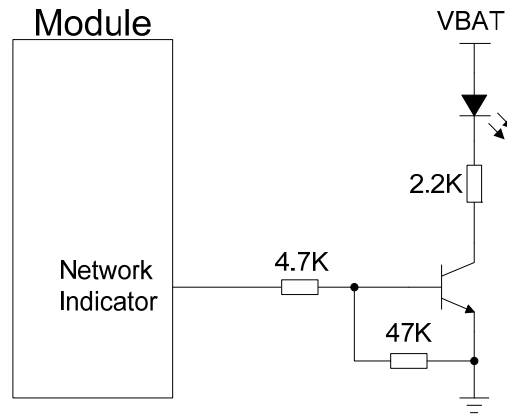 Module
VBAT
2.2K
4.7K
Network
Indicator
47K